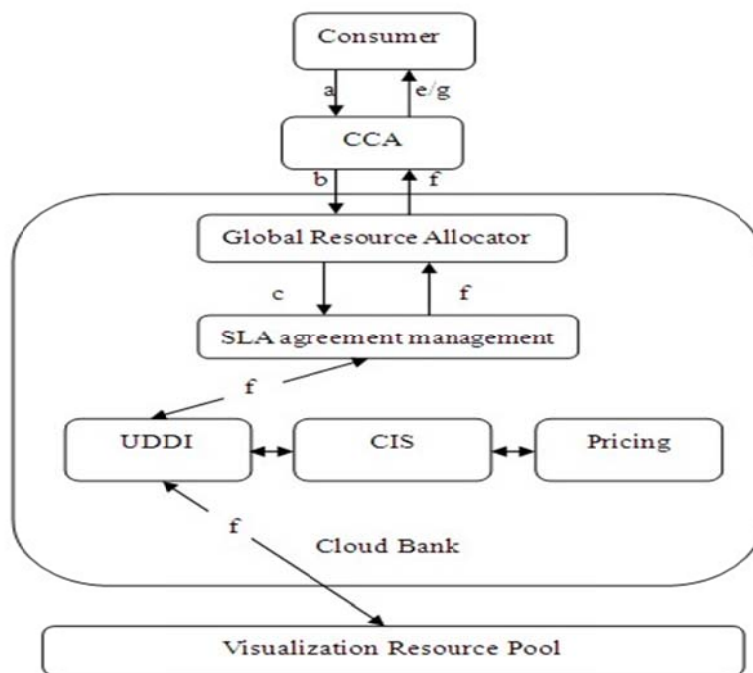 Consumer
a
e/g
CCA
b
f
Global Resource Allocator
c
f
SLA agreement management
f
UDDI
CIS
Pricing
f
Cloud Bank
Visualization Resource Pool